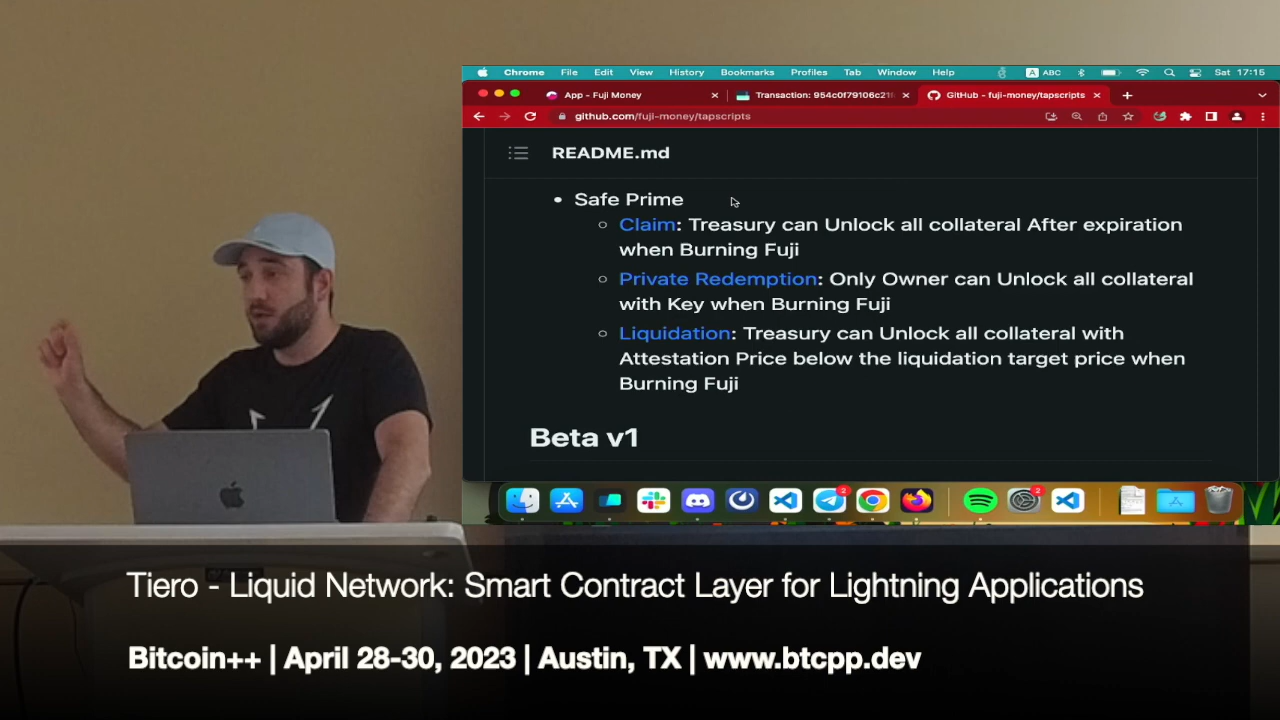 Chrome File Edit View History Bookmarks Profiles Tab Window Help A ABC Sat 17:15
App - Fuji Money
Transaction: 954c0f79106c21f
GitHub - fuji-money/tapscripts
github.com/fuji-money/tapscripts
README.md
• Safe Prime
Claim: Treasury can Unlock all collateral After expiration
when Burning Fuji
Private Redemption: Only Owner can Unlock all collateral
with Key when Burning Fuji
Liquidation: Treasury can Unlock all collateral with
Attestation Price below the liquidation target price when
Burning Fuji
Beta v1
2
2
Tiero - Liquid Network: Smart Contract Layer for Lightning Applications
Bitcoin++ | April 28-30, 2023 | Austin, TX | www.btcpp.dev